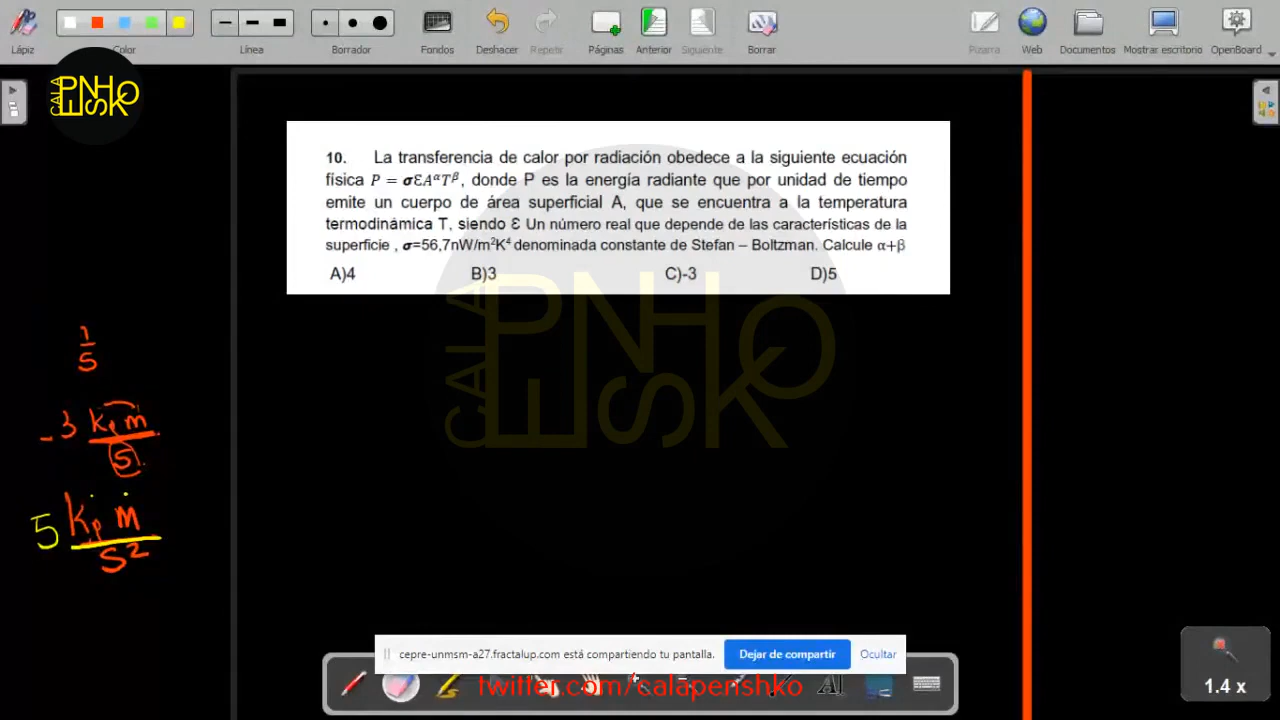 Lápiz Color Línea Borrador Fondos Deshacer Repetir Páginas Anterior Siguiente Borrar Pizarra Web Documentos Mostrar escritorio OpenBoard
CALA
PENHSKO
10. La transferencia de calor por radiación obedece a la siguiente ecuación
física P = σƐA^αT^β, donde P es la energía radiante que por unidad de tiempo
emite un cuerpo de área superficial A, que se encuentra a la temperatura
termodinámica T, siendo Ɛ Un número real que depende de las características de la
superficie , σ=56,7nW/m²K⁴ denominada constante de Stefan – Boltzman. Calcule α+β
A)4 B)3 C)-3 D)5
1
5
-3 kg m
s
5 kg m
s²
CALA
PENHSKO
cepre-unmsm-a27.fractalup.com está compartiendo tu pantalla. Dejar de compartir Ocultar
twitter.com/calapenshko
1.4 x